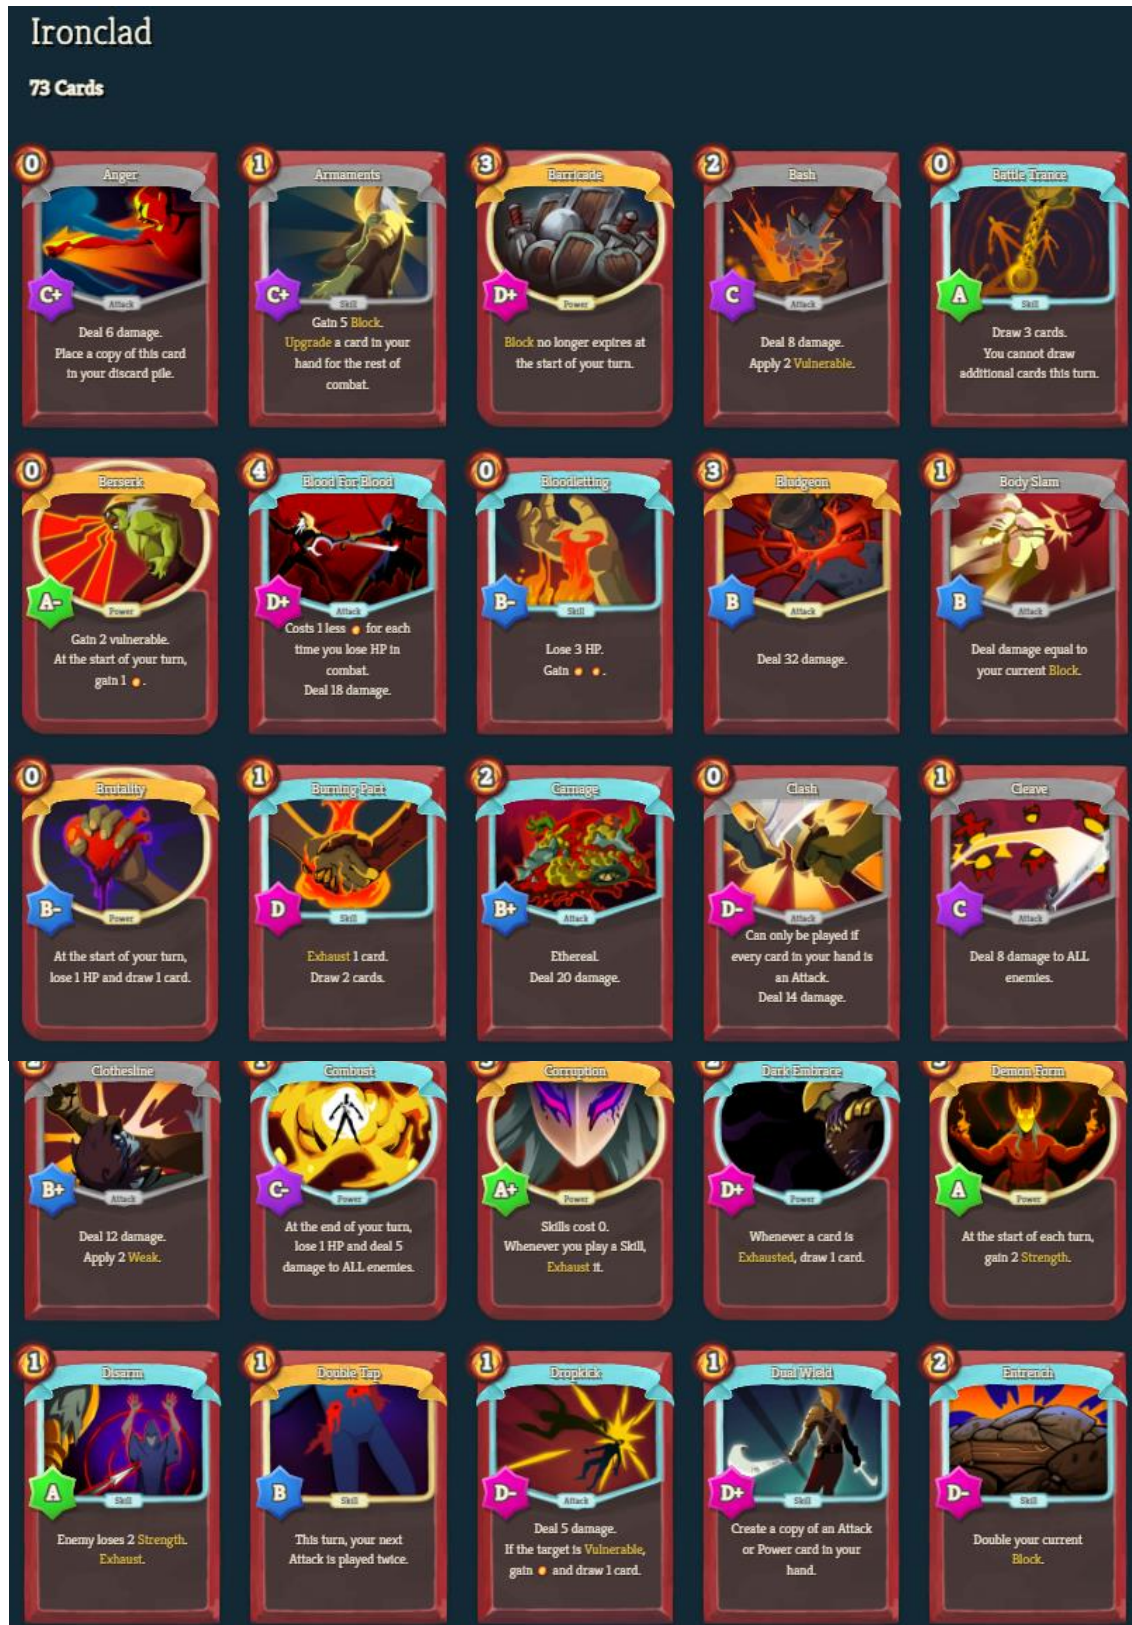 Ironclad
73 Cards
0
1
3
2
0
Anger
Armaments
Barricade
Bash
Battle Trance
C+
C+
D+
C
A
Attack
Skill
Power
Attack
Skill
Deal 6 damage.
Place a copy of this card
in your discard pile.
Gain 5 Block.
Upgrade a card in your
hand for the rest of
combat.
Block no longer expires at
the start of your turn.
Deal 8 damage.
Apply 2 Vulnerable.
Draw 3 cards.
You cannot draw
additional cards this turn.
0
4
0
3
1
Berserk
Blood For Blood
Bloodletting
Bludgeon
Body Slam
A-
D+
B-
B
B
Power
Attack
Skill
Attack
Attack
Gain 2 vulnerable.
At the start of your turn,
gain 1 .
Costs 1 less for each
time you lose HP in
combat.
Deal 18 damage.
Lose 3 HP.
Gain .
Deal 32 damage.
Deal damage equal to
your current Block.
0
1
2
0
1
Brutality
Burning Pact
Carnage
Clash
Cleave
B-
D
B+
D-
C
Power
Skill
Attack
Attack
Attack
At the start of your turn,
lose 1 HP and draw 1 card.
Exhaust 1 card.
Draw 2 cards.
Ethereal.
Deal 20 damage.
Can only be played if
every card in your hand is
an Attack.
Deal 14 damage.
Deal 8 damage to ALL
enemies.
Clothesline
Combust
Corruption
Dark Embrace
Demon Form
B+
C-
A+
D+
A
Attack
Power
Power
Power
Power
Deal 12 damage.
Apply 2 Weak.
At the end of your turn,
lose 1 HP and deal 5
damage to ALL enemies.
Skills cost 0.
Whenever you play a Skill,
Exhaust it.
Whenever a card is
Exhausted, draw 1 card.
At the start of each turn,
gain 2 Strength.
1
1
1
1
2
Disarm
Double Tap
Dropkick
Dual Wield
Entrench
A
B
D-
D+
D-
Skill
Skill
Attack
Skill
Skill
Enemy loses 2 Strength.
Exhaust.
This turn, your next
Attack is played twice.
Deal 5 damage.
If the target is Vulnerable,
gain and draw 1 card.
Create a copy of an Attack
or Power card in your
hand.
Double your current
Block.